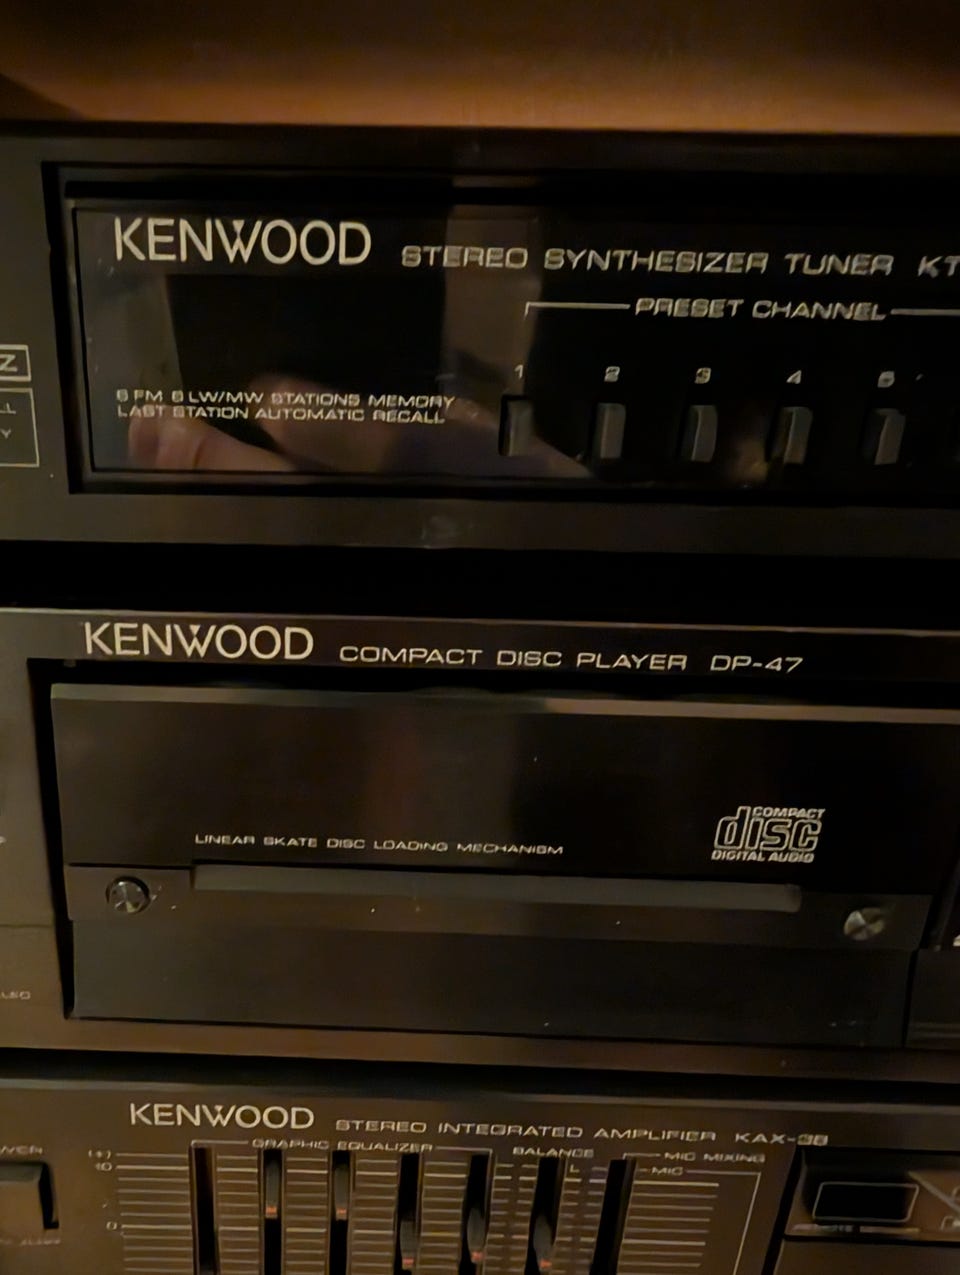 KENWOOD STEREO SYNTHESIZER TUNER KT
PRESET CHANNEL
1 2 3 4 5
6 FM 6 LW/MW STATIONS MEMORY
LAST STATION AUTOMATIC RECALL
Z
KENWOOD COMPACT DISC PLAYER DP-47
LINEAR SKATE DISC LOADING MECHANISM
COMPACT
disc
DIGITAL AUDIO
KENWOOD STEREO INTEGRATED AMPLIFIER
GRAPHIC EQUALIZER
BALANCE
MIC MIXING
(+)
10
L
MIC
0